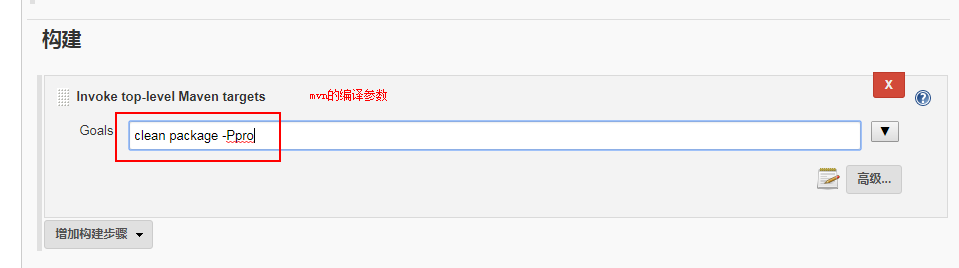 构建
Invoke top-level Maven targets
mvn的编译参数
X
?
Goals
clean package -Ppro
▼
高级...
增加构建步骤